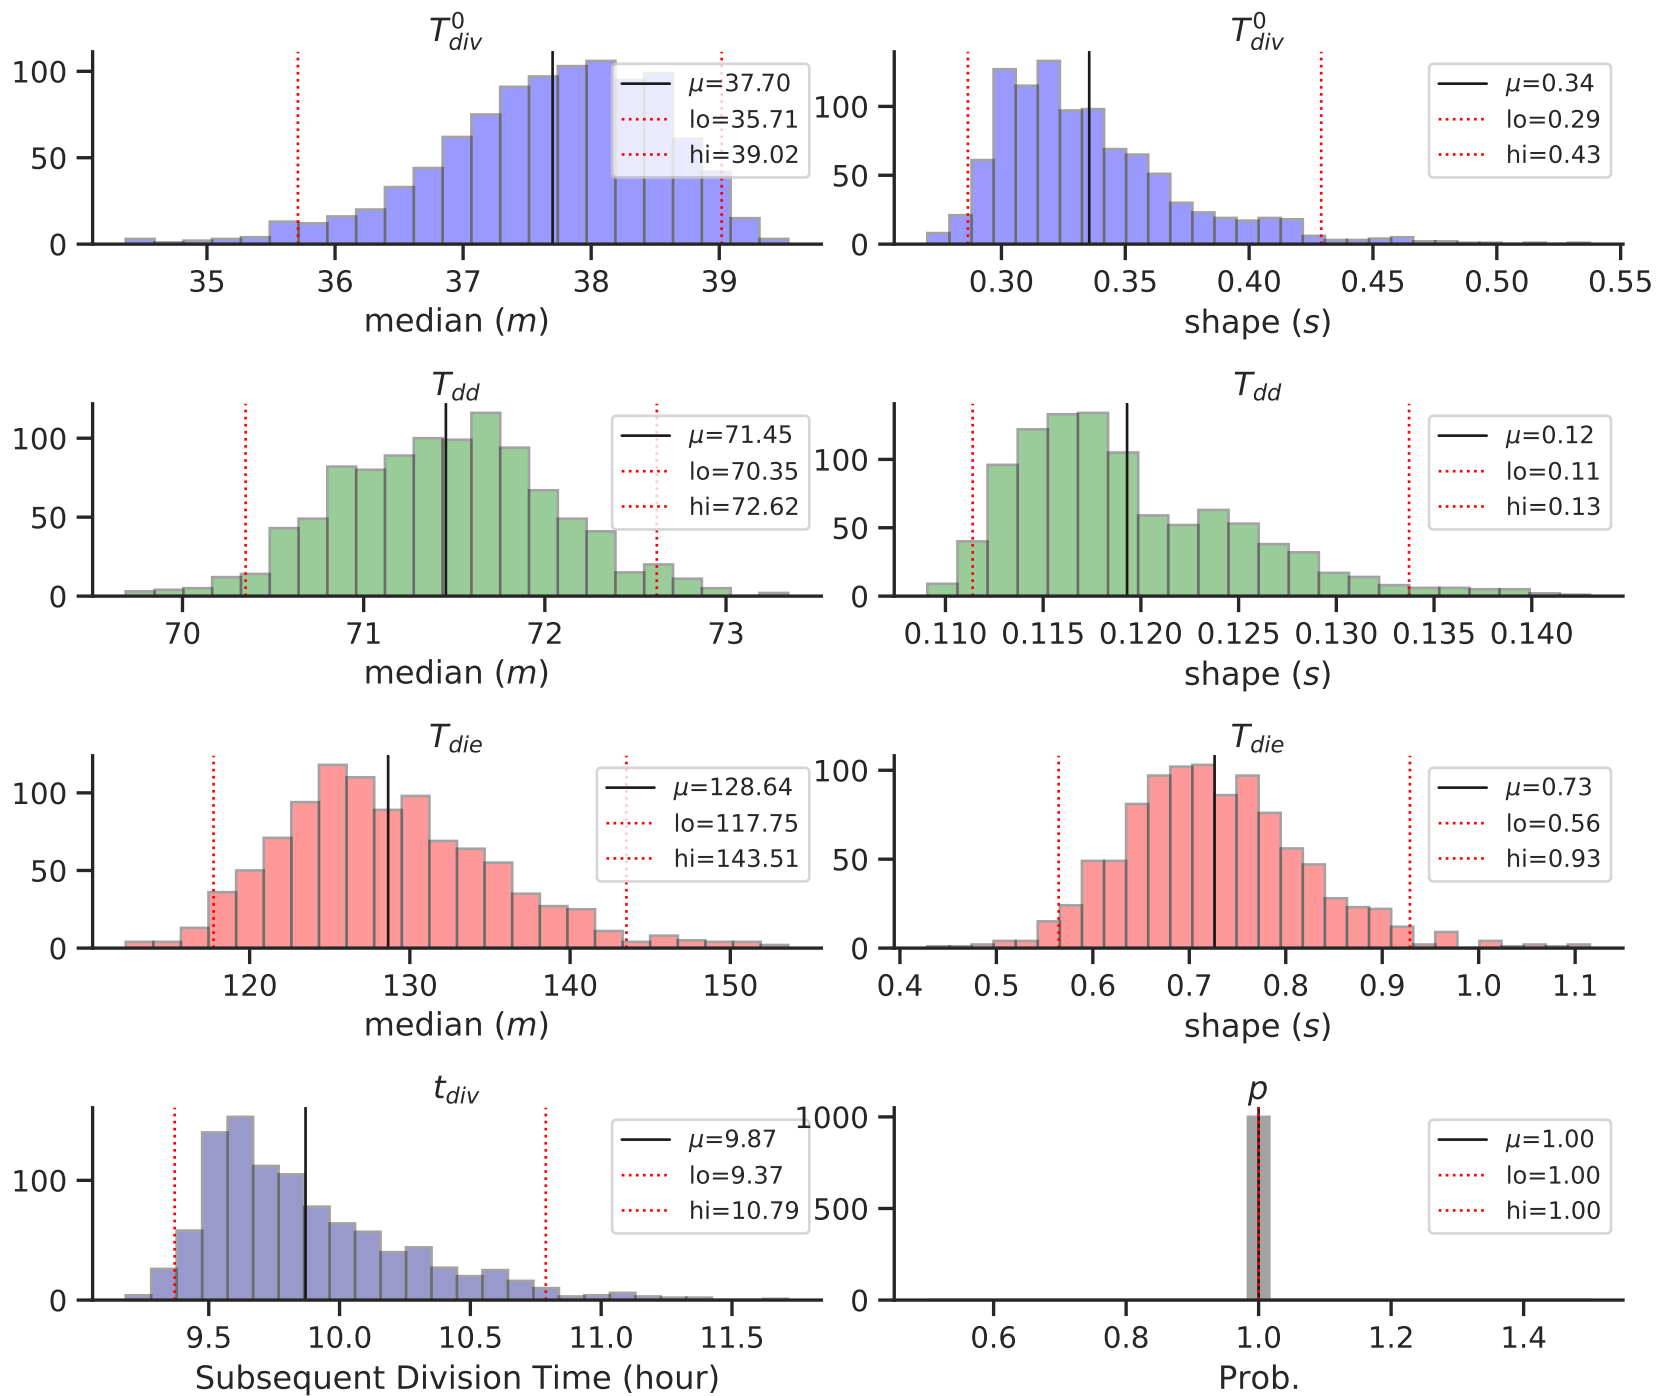 T⁰div
100
50
0
35 36 37 38 39
median (m)
μ=37.70
lo=35.71
hi=39.02
T⁰div
100
50
0
0.30 0.35 0.40 0.45 0.50 0.55
shape (s)
μ=0.34
lo=0.29
hi=0.43
Tdd
100
50
0
70 71 72 73
median (m)
μ=71.45
lo=70.35
hi=72.62
Tdd
100
50
0
0.110 0.115 0.120 0.125 0.130 0.135 0.140
shape (s)
μ=0.12
lo=0.11
hi=0.13
Tdie
100
50
0
120 130 140 150
median (m)
μ=128.64
lo=117.75
hi=143.51
Tdie
100
50
0
0.4 0.5 0.6 0.7 0.8 0.9 1.0 1.1
shape (s)
μ=0.73
lo=0.56
hi=0.93
tdiv
100
0
9.5 10.0 10.5 11.0 11.5
Subsequent Division Time (hour)
μ=9.87
lo=9.37
hi=10.79
p
1000
500
0
0.6 0.8 1.0 1.2 1.4
Prob.
μ=1.00
lo=1.00
hi=1.00